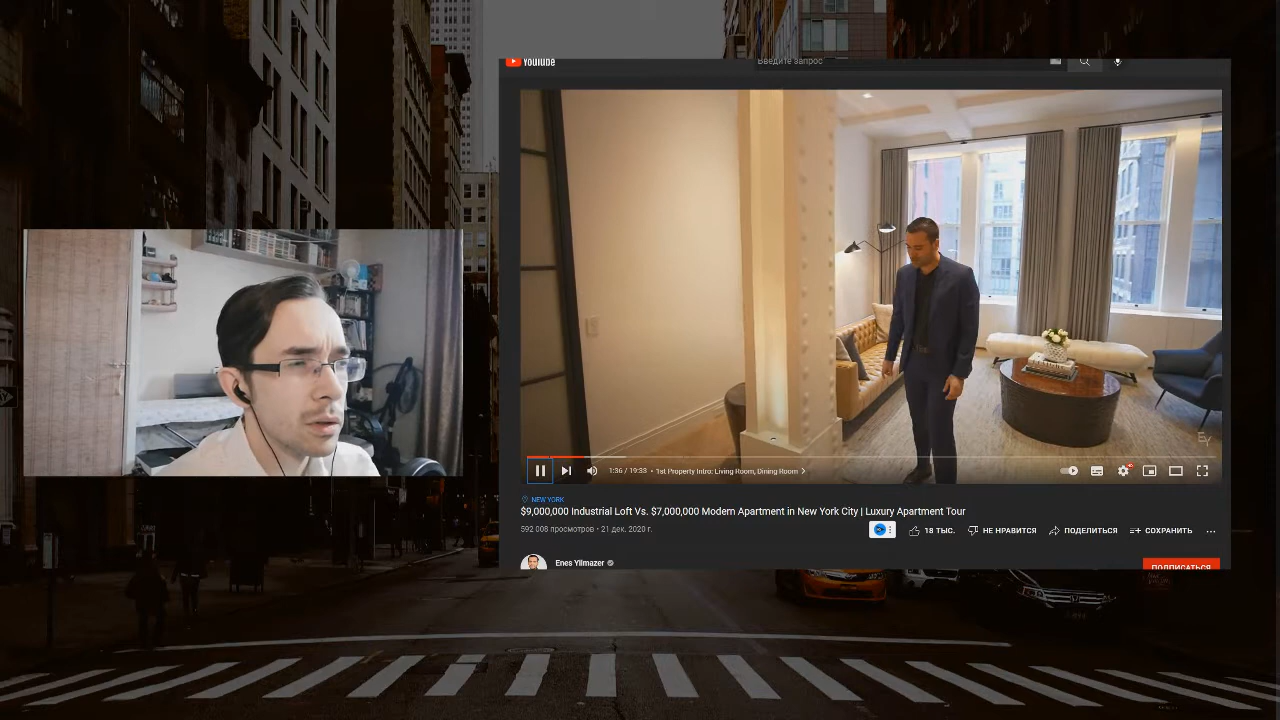 YouTube
Введите запрос
EY
1:36 / 19:33 • 1st Property Intro: Living Room, Dining Room
NEW YORK
$9,000,000 Industrial Loft Vs. $7,000,000 Modern Apartment in New York City | Luxury Apartment Tour
592 008 просмотров • 21 дек. 2020 г.
18 ТЫС.
НЕ НРАВИТСЯ
ПОДЕЛИТЬСЯ
СОХРАНИТЬ
Enes Yilmazer
ПОДПИСАТЬСЯ